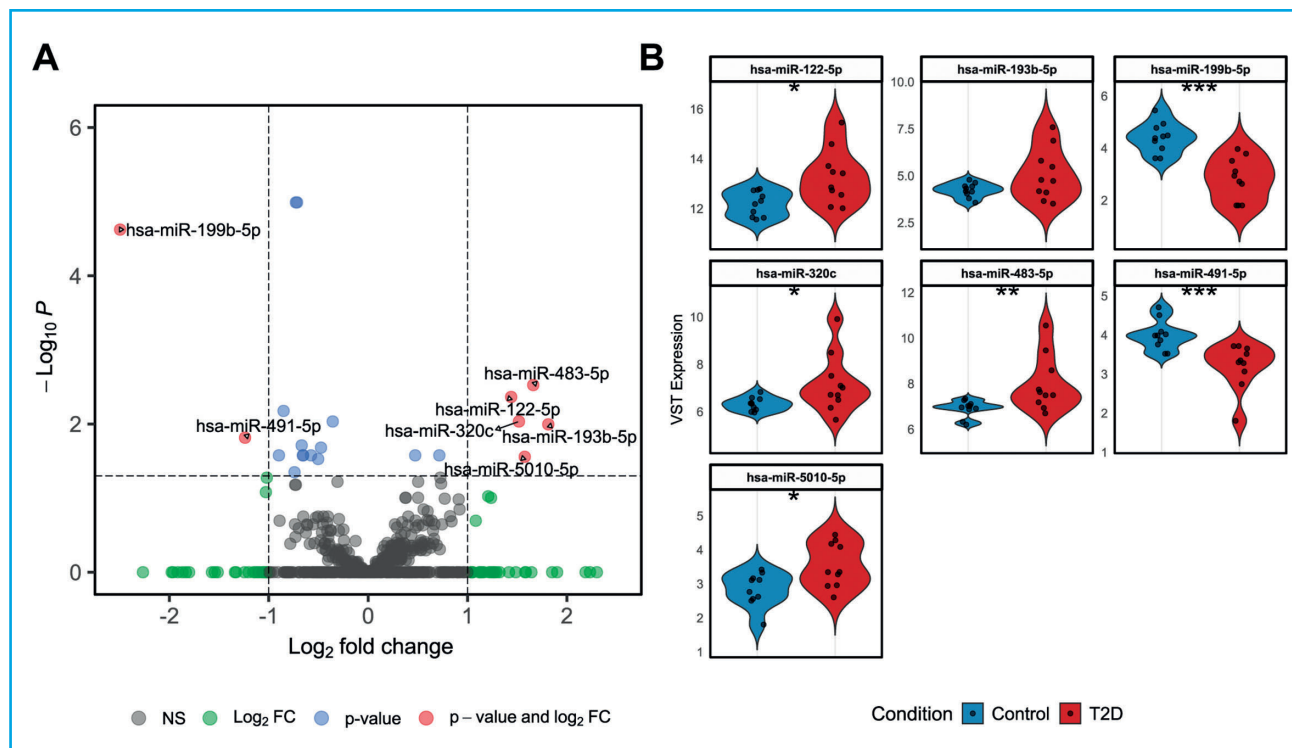 A
6
4
2
0
-2
-1
0
1
2
− Log10 P
Log2 fold change
hsa-miR-199b-5p
hsa-miR-483-5p
hsa-miR-122-5p
hsa-miR-491-5p
hsa-miR-320c
hsa-miR-193b-5p
hsa-miR-5010-5p
NS
Log2 FC
p-value
p – value and log2 FC
B
VST Expression
hsa-miR-122-5p
*
16
14
12
hsa-miR-193b-5p
10.0
7.5
5.0
2.5
hsa-miR-199b-5p
***
6
4
2
hsa-miR-320c
*
10
8
6
hsa-miR-483-5p
**
12
10
8
6
hsa-miR-491-5p
***
5
4
3
2
1
hsa-miR-5010-5p
*
5
4
3
2
1
Condition
Control
T2D